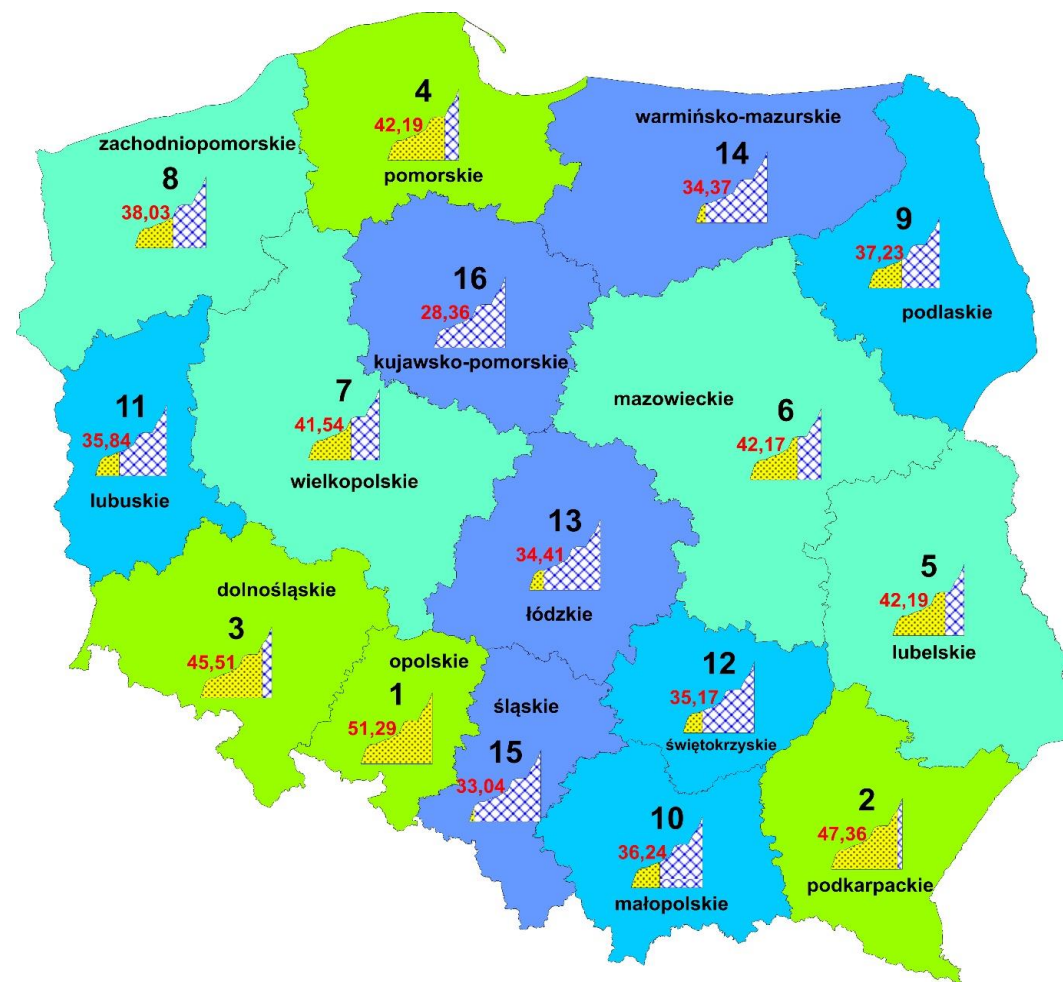 4
42,19
pomorskie
warmińsko-mazurskie
14
34,37
zachodniopomorskie
8
38,03
9
37,23
podlaskie
16
28,36
kujawsko-pomorskie
11
35,84
lubuskie
7
41,54
wielkopolskie
mazowieckie
6
42,17
13
34,41
łódzkie
5
42,19
lubelskie
dolnośląskie
3
45,51
opolskie
1
51,29
śląskie
15
33,04
12
35,17
świętokrzyskie
10
36,24
małopolskie
2
47,36
podkarpackie